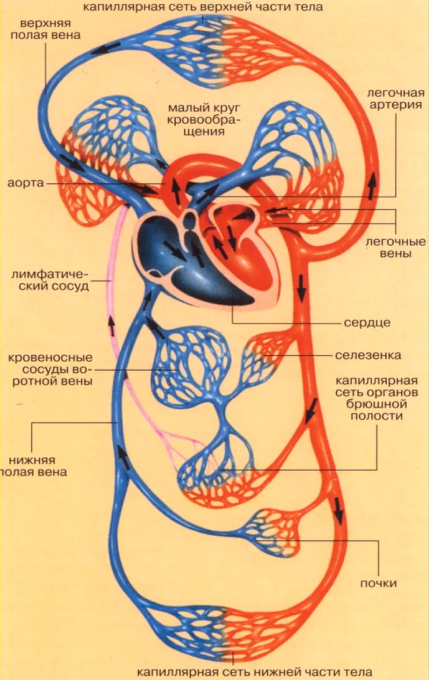 капиллярная сеть верхней части тела
верхняя
полая вена
легочная
артерия
малый круг
кровообра-
щения
аорта
легочные
вены
лимфатиче-
ский сосуд
сердце
кровеносные
сосуды во-
ротной вены
селезенка
капиллярная
сеть органов
брюшной
полости
нижняя
полая вена
почки
капиллярная сеть нижней части тела